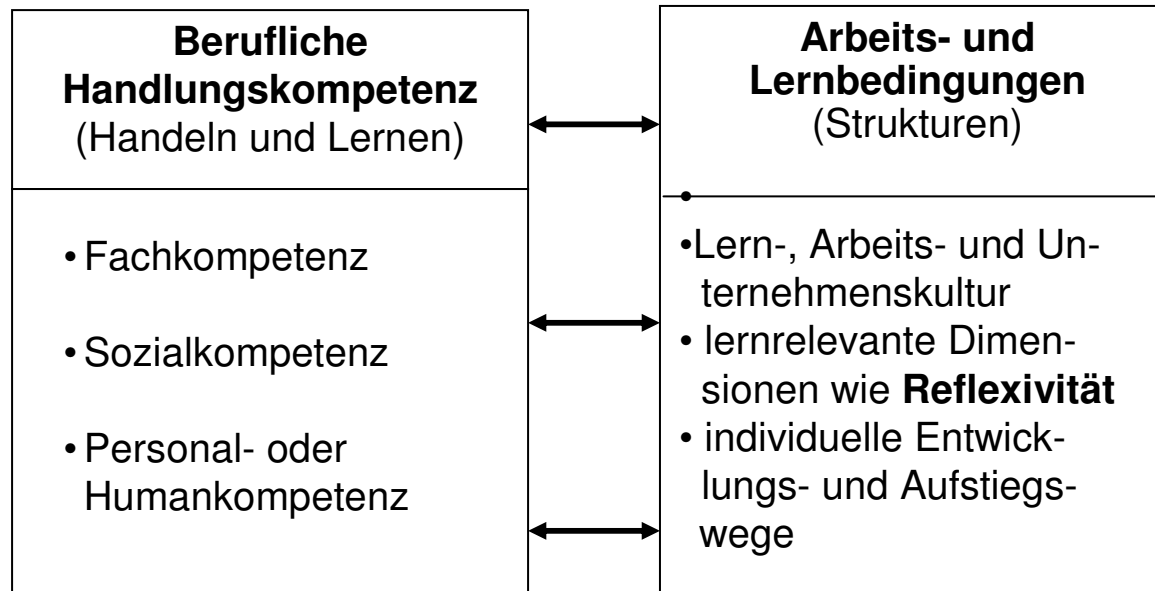 Berufliche
Handlungskompetenz
(Handeln und Lernen)
• Fachkompetenz
• Sozialkompetenz
• Personal- oder
Humankompetenz
Arbeits- und
Lernbedingungen
(Strukturen)
•
•Lern-, Arbeits- und Un-
ternehmenskultur
• lernrelevante Dimen-
sionen wie Reflexivität
• individuelle Entwick-
lungs- und Aufstiegs-
wege